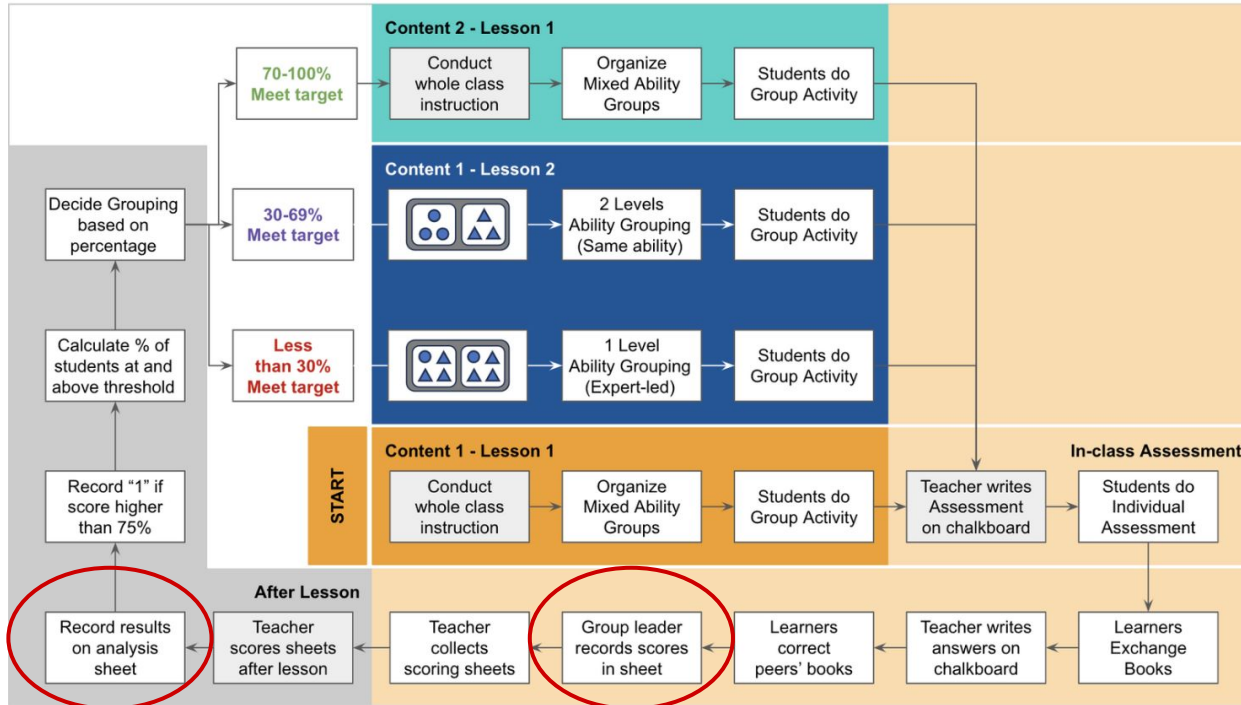 Content 2 - Lesson 1
70-100%
Meet target
Conduct
whole class
instruction
Organize
Mixed Ability
Groups
Students do
Group Activity
Content 1 - Lesson 2
Decide Grouping
based on
percentage
30-69%
Meet target
2 Levels
Ability Grouping
(Same ability)
Students do
Group Activity
Calculate % of
students at and
above threshold
Less
than 30%
Meet target
1 Level
Ability Grouping
(Expert-led)
Students do
Group Activity
START
Content 1 - Lesson 1
In-class Assessment
Record “1” if
score higher
than 75%
Conduct
whole class
instruction
Organize
Mixed Ability
Groups
Students do
Group Activity
Teacher writes
Assessment
on chalkboard
Students do
Individual
Assessment
After Lesson
Record results
on analysis
sheet
Teacher
scores sheets
after lesson
Teacher
collects
scoring sheets
Group leader
records scores
in sheet
Learners
correct
peers’ books
Teacher writes
answers on
chalkboard
Learners
Exchange
Books